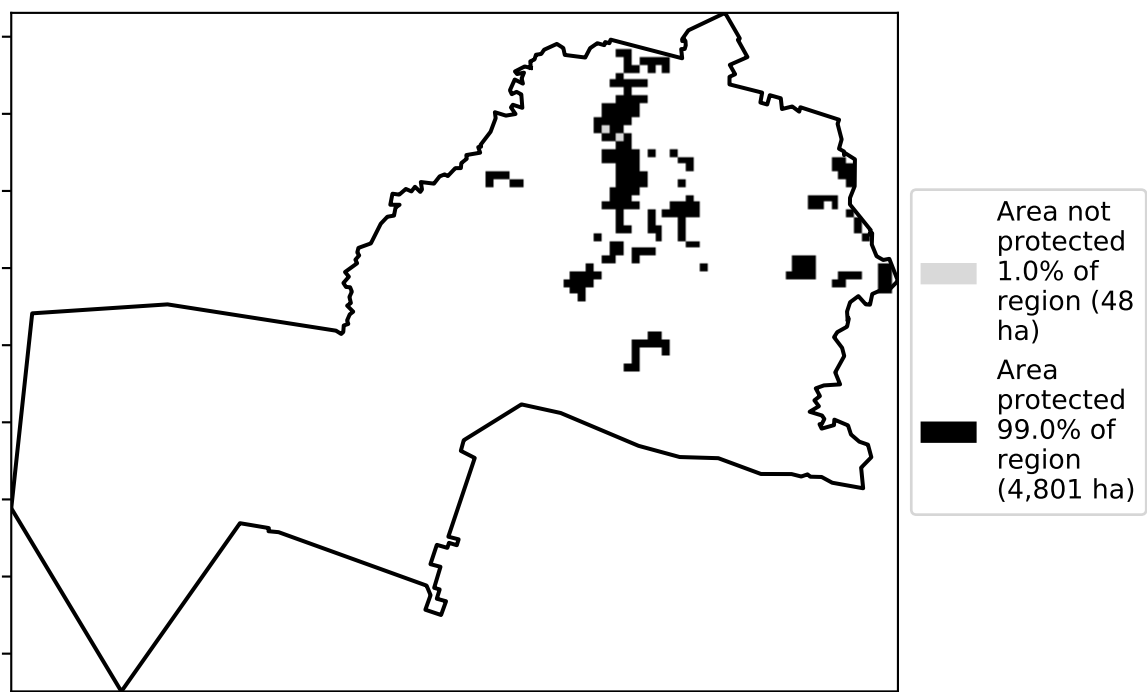 Area not
protected
1.0% of
region (48
ha)
Area
protected
99.0% of
region
(4,801 ha)